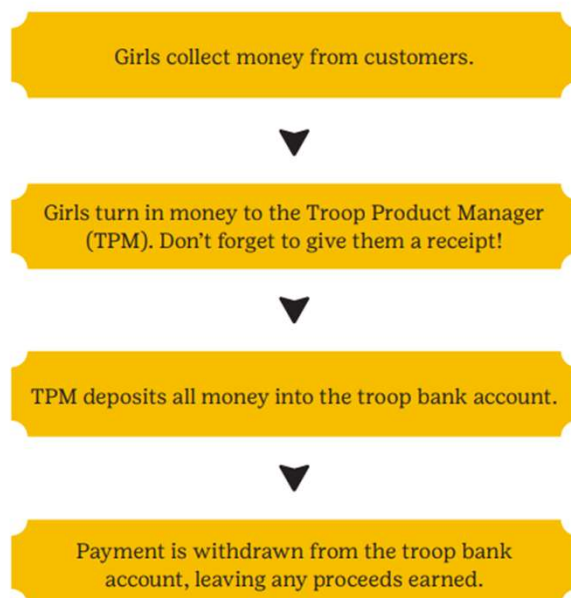 Girls collect money from customers.
Girls turn in money to the Troop Product Manager
(TPM). Don’t forget to give them a receipt!
TPM deposits all money into the troop bank account.
Payment is withdrawn from the troop bank
account, leaving any proceeds earned.